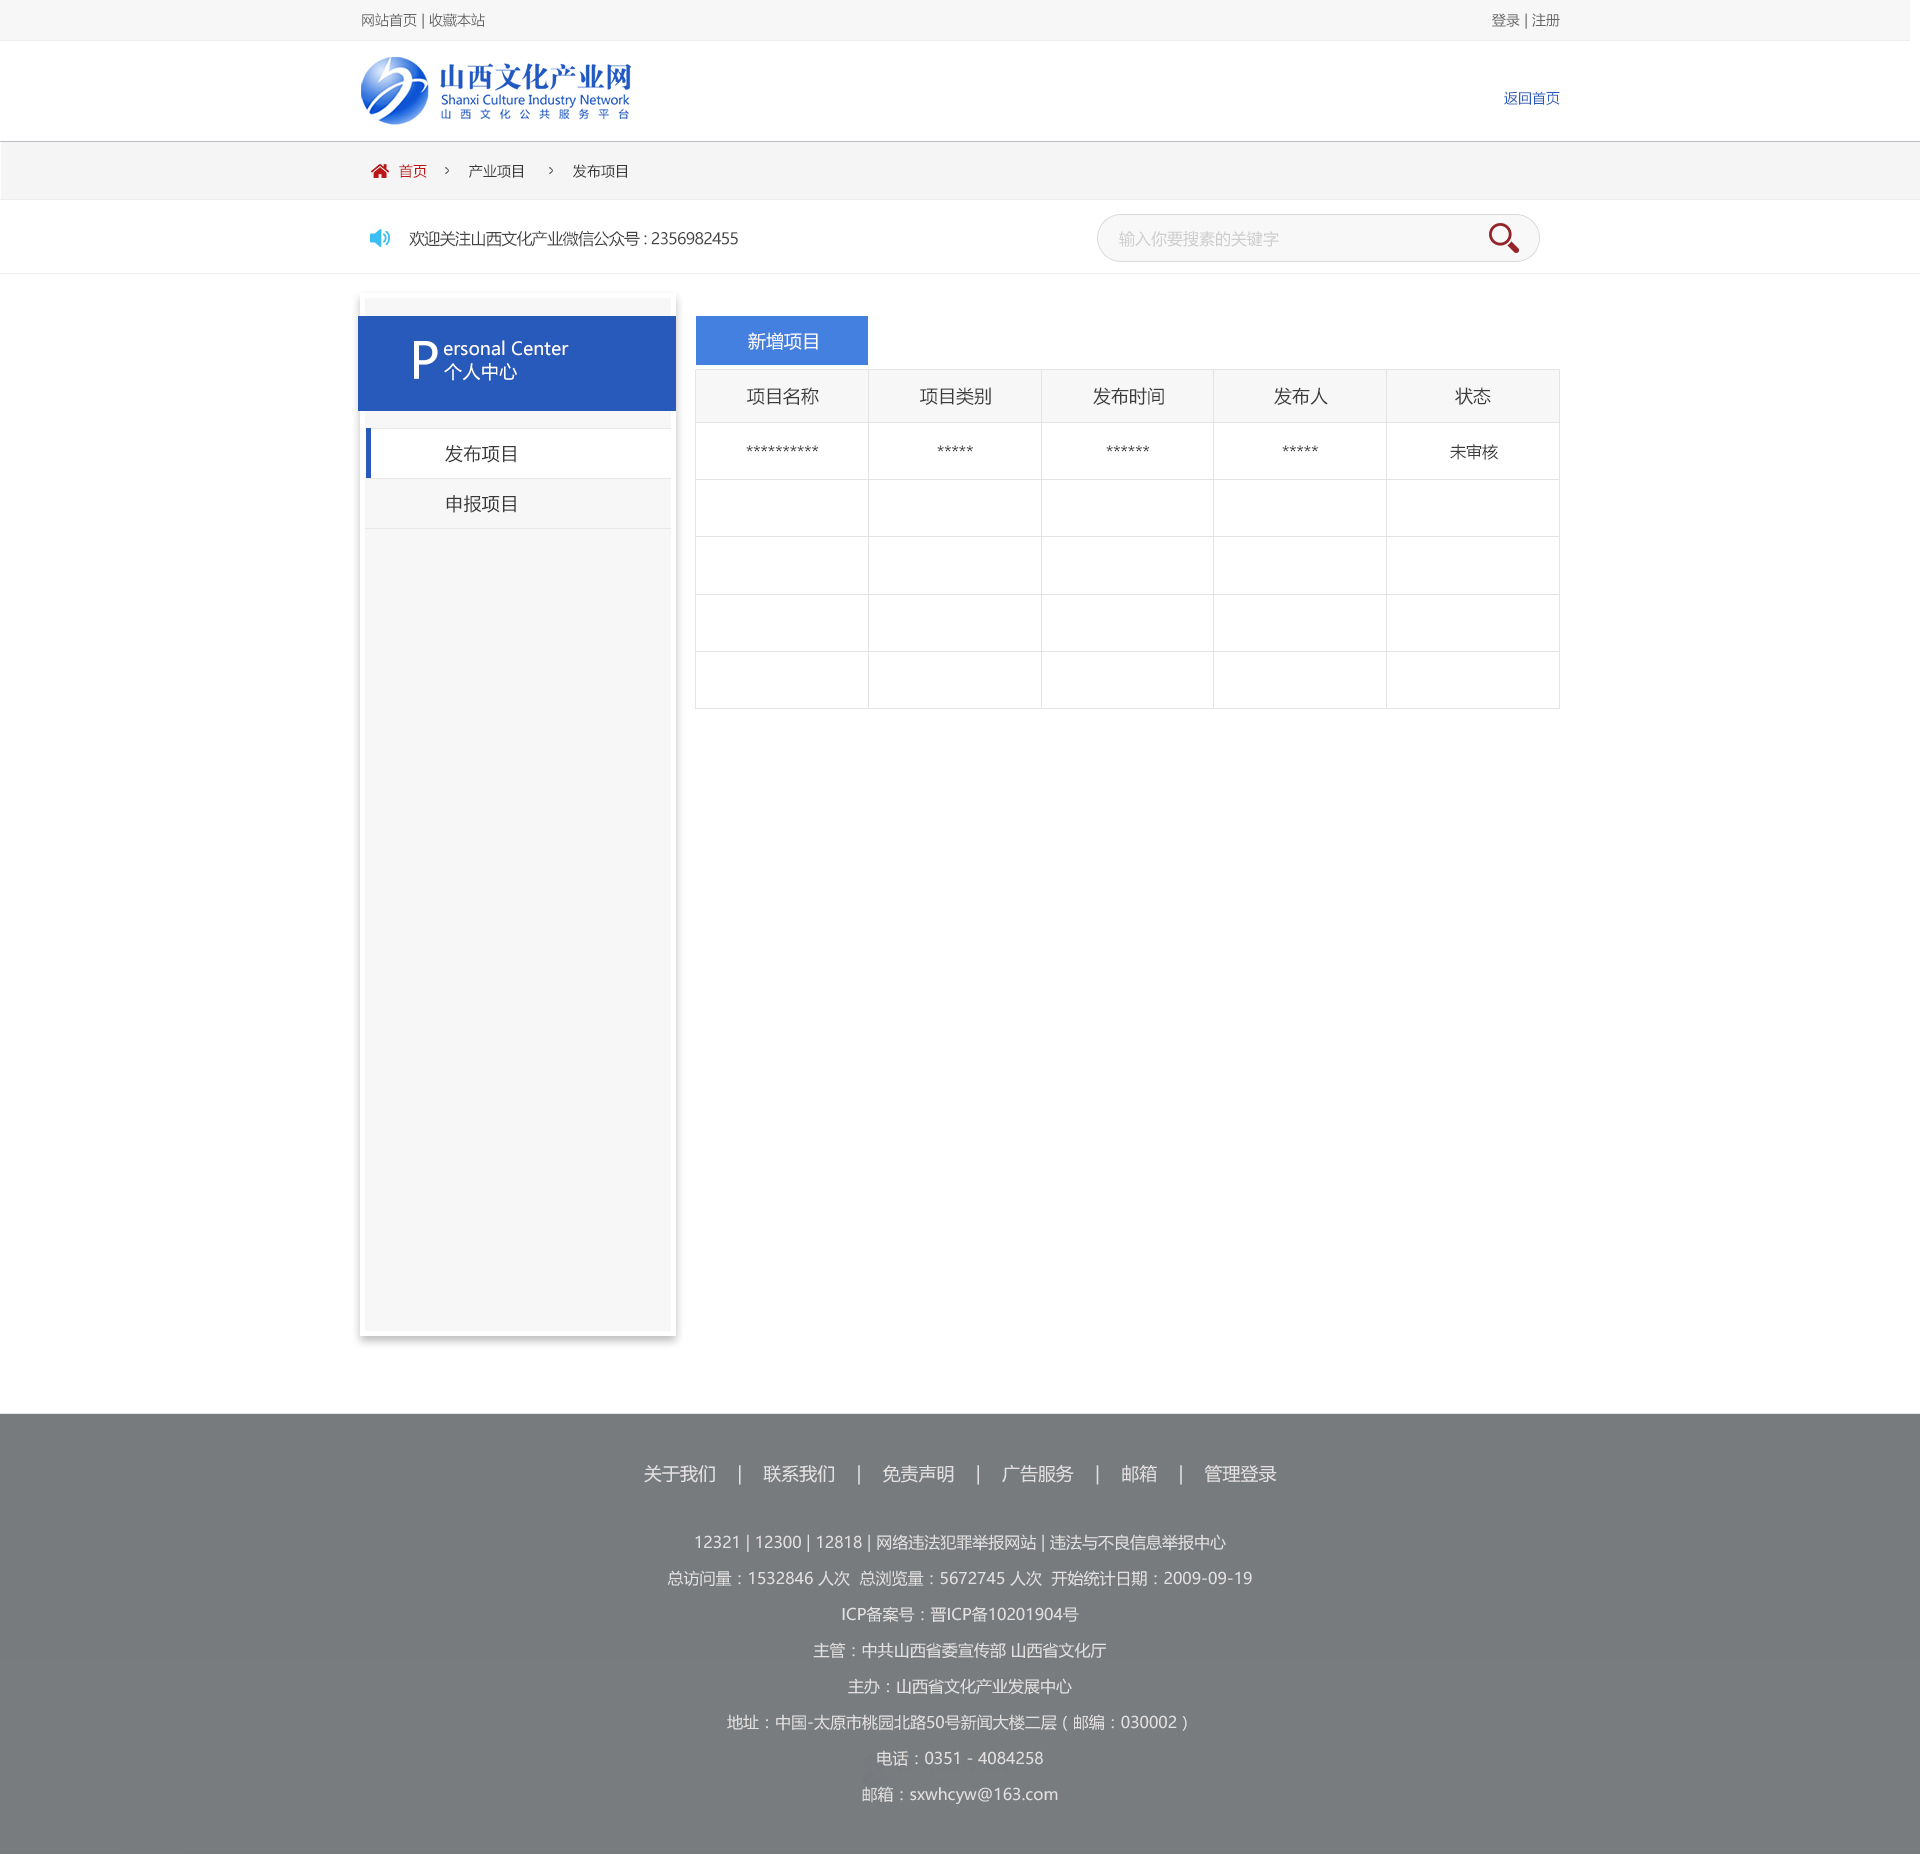 网站首页 | 收藏本站
登录 | 注册
山西文化产业网
Shanxi Culture Industry Network
山西文化公共服务平台
返回首页
首页 > 产业项目 > 发布项目
欢迎关注山西文化产业微信公众号 : 2356982455
输入你要搜素的关键字
Personal Center
个人中心
发布项目
申报项目
新增项目
项目名称 项目类别 发布时间 发布人 状态
********** ***** ****** ***** 未审核
关于我们 | 联系我们 | 免责声明 | 广告服务 | 邮箱 | 管理登录
12321 | 12300 | 12818 | 网络违法犯罪举报网站 | 违法与不良信息举报中心
总访问量：1532846 人次 总浏览量：5672745 人次 开始统计日期：2009-09-19
ICP备案号：晋ICP备10201904号
主管：中共山西省委宣传部 山西省文化厅
主办：山西省文化产业发展中心
地址：中国-太原市桃园北路50号新闻大楼二层（邮编：030002）
电话：0351 - 4084258
邮箱：sxwhcyw@163.com